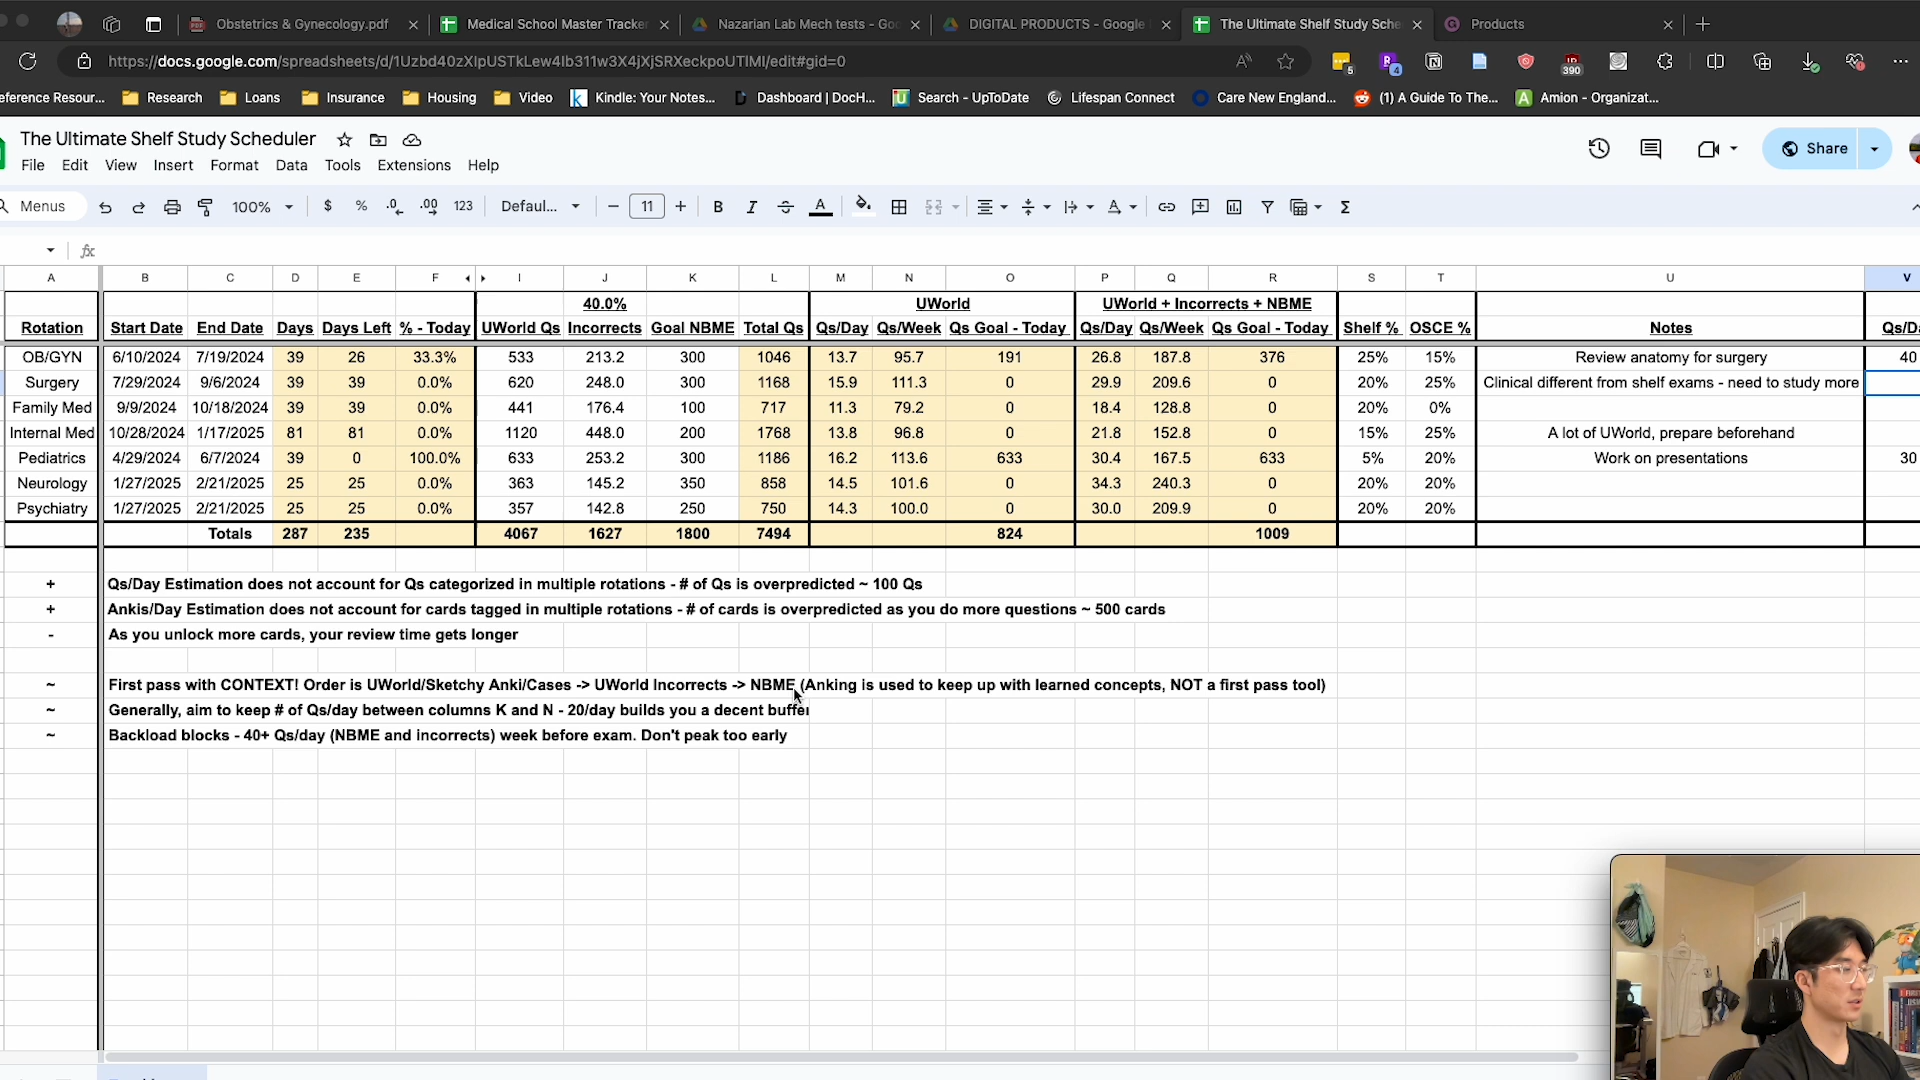 Obstetrics & Gynecology.pdf
Medical School Master Tracker
Nazarian Lab Mech tests - Goo
DIGITAL PRODUCTS - Google
The Ultimate Shelf Study Sche
Products
https://docs.google.com/spreadsheets/d/1Uzbd40zXIpUSTkLew4Ib311w3X4jXjSRXeckpoUTIMI/edit#gid=0
5
4
390
eference Resour...
Research
Loans
Insurance
Housing
Video
Kindle: Your Notes...
Dashboard | DocH...
Search - UpToDate
Lifespan Connect
Care New England...
(1) A Guide To The...
Amion - Organizat...
The Ultimate Shelf Study Scheduler
Share
File Edit View Insert Format Data Tools Extensions Help
Menus 100% $ % .0 .00 123 Defaul... 11 B I A
fx
A B C D E F I J K L M N O P Q R S T U V
40.0% UWorld UWorld + Incorrects + NBME
Rotation Start Date End Date Days Days Left % - Today UWorld Qs Incorrects Goal NBME Total Qs Qs/Day Qs/Week Qs Goal - Today Qs/Day Qs/Week Qs Goal - Today Shelf % OSCE % Notes Qs/Da
OB/GYN 6/10/2024 7/19/2024 39 26 33.3% 533 213.2 300 1046 13.7 95.7 191 26.8 187.8 376 25% 15% Review anatomy for surgery 40
Surgery 7/29/2024 9/6/2024 39 39 0.0% 620 248.0 300 1168 15.9 111.3 0 29.9 209.6 0 20% 25% Clinical different from shelf exams - need to study more
Family Med 9/9/2024 10/18/2024 39 39 0.0% 441 176.4 100 717 11.3 79.2 0 18.4 128.8 0 20% 0%
Internal Med 10/28/2024 1/17/2025 81 81 0.0% 1120 448.0 200 1768 13.8 96.8 0 21.8 152.8 0 15% 25% A lot of UWorld, prepare beforehand
Pediatrics 4/29/2024 6/7/2024 39 0 100.0% 633 253.2 300 1186 16.2 113.6 633 30.4 167.5 633 5% 20% Work on presentations 30
Neurology 1/27/2025 2/21/2025 25 25 0.0% 363 145.2 350 858 14.5 101.6 0 34.3 240.3 0 20% 20%
Psychiatry 1/27/2025 2/21/2025 25 25 0.0% 357 142.8 250 750 14.3 100.0 0 30.0 209.9 0 20% 20%
Totals 287 235 4067 1627 1800 7494 824 1009
+ Qs/Day Estimation does not account for Qs categorized in multiple rotations - # of Qs is overpredicted ~ 100 Qs
+ Ankis/Day Estimation does not account for cards tagged in multiple rotations - # of cards is overpredicted as you do more questions ~ 500 cards
- As you unlock more cards, your review time gets longer
~ First pass with CONTEXT! Order is UWorld/Sketchy Anki/Cases -> UWorld Incorrects -> NBME (Anking is used to keep up with learned concepts, NOT a first pass tool)
~ Generally, aim to keep # of Qs/day between columns K and N - 20/day builds you a decent buffer
~ Backload blocks - 40+ Qs/day (NBME and incorrects) week before exam. Don't peak too early